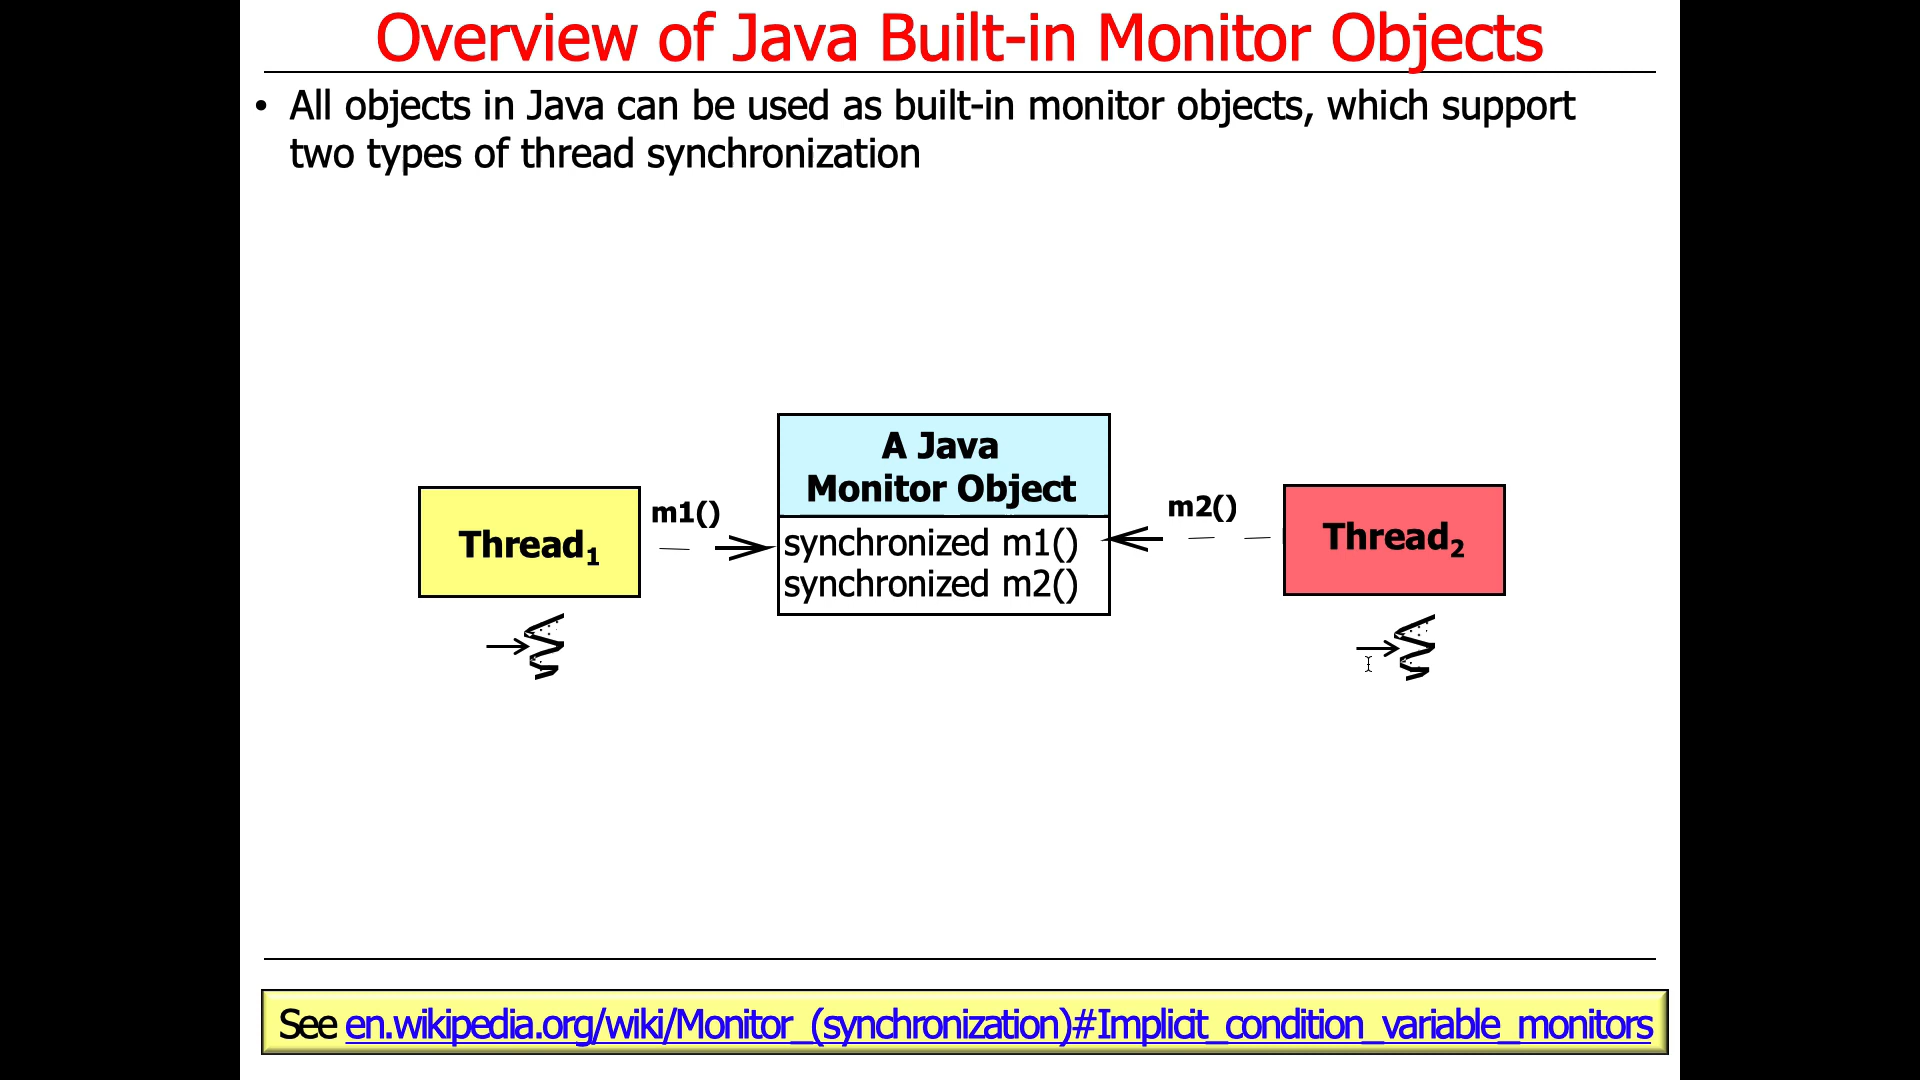 Overview of Java Built-in Monitor Objects
• All objects in Java can be used as built-in monitor objects, which support
two types of thread synchronization
A Java
Monitor Object
synchronized m1()
synchronized m2()
Thread1
m1()
m2()
Thread2
See en.wikipedia.org/wiki/Monitor_(synchronization)#Implicit_condition_variable_monitors